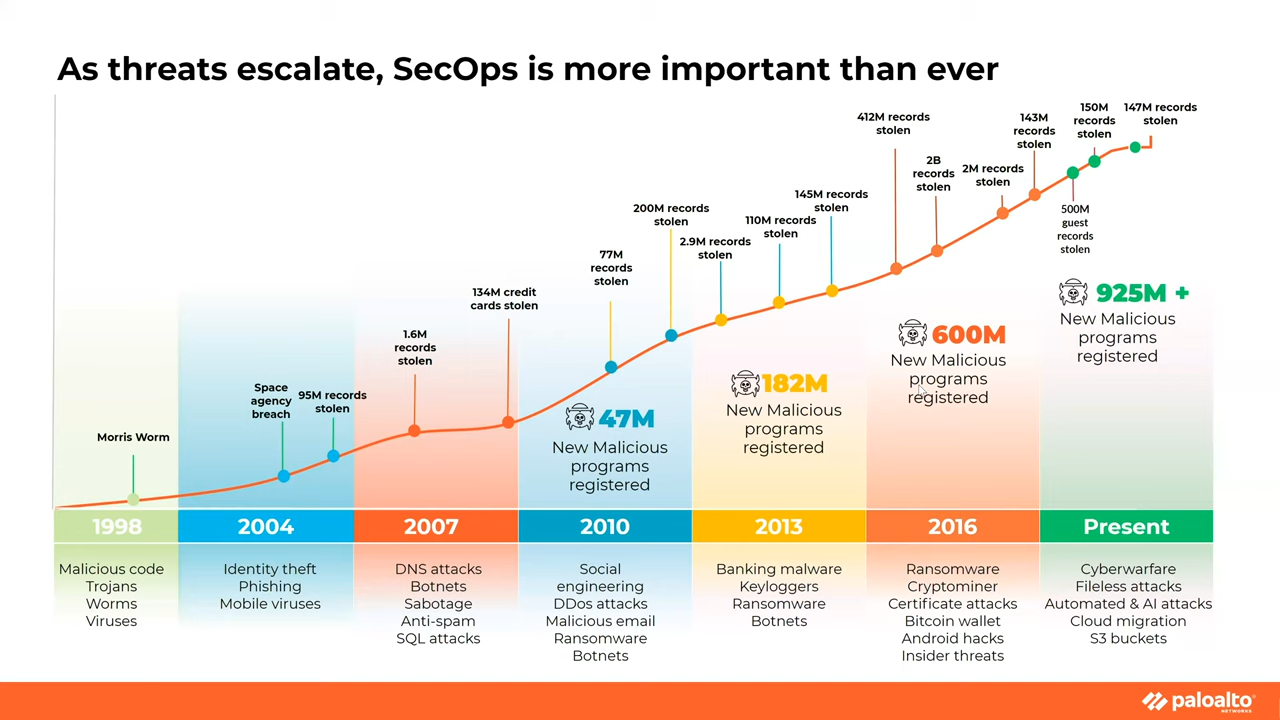 As threats escalate, SecOps is more important than ever
Morris Worm
Space
agency
breach
95M records
stolen
1.6M
records
stolen
134M credit
cards stolen
77M
records
stolen
200M records
stolen
2.9M records
stolen
110M records
stolen
145M records
stolen
412M records
stolen
2B
records
stolen
2M records
stolen
143M
records
stolen
150M
records
stolen
147M records
stolen
500M
guest
records
stolen
47M
New Malicious
programs
registered
182M
New Malicious
programs
registered
600M
New Malicious
programs
registered
925M +
New Malicious
programs
registered
1998
2004
2007
2010
2013
2016
Present
Malicious code
Trojans
Worms
Viruses
Identity theft
Phishing
Mobile viruses
DNS attacks
Botnets
Sabotage
Anti-spam
SQL attacks
Social
engineering
DDos attacks
Malicious email
Ransomware
Botnets
Banking malware
Keyloggers
Ransomware
Botnets
Ransomware
Cryptominer
Certificate attacks
Bitcoin wallet
Android hacks
Insider threats
Cyberwarfare
Fileless attacks
Automated & AI attacks
Cloud migration
S3 buckets
paloalto
NETWORKS